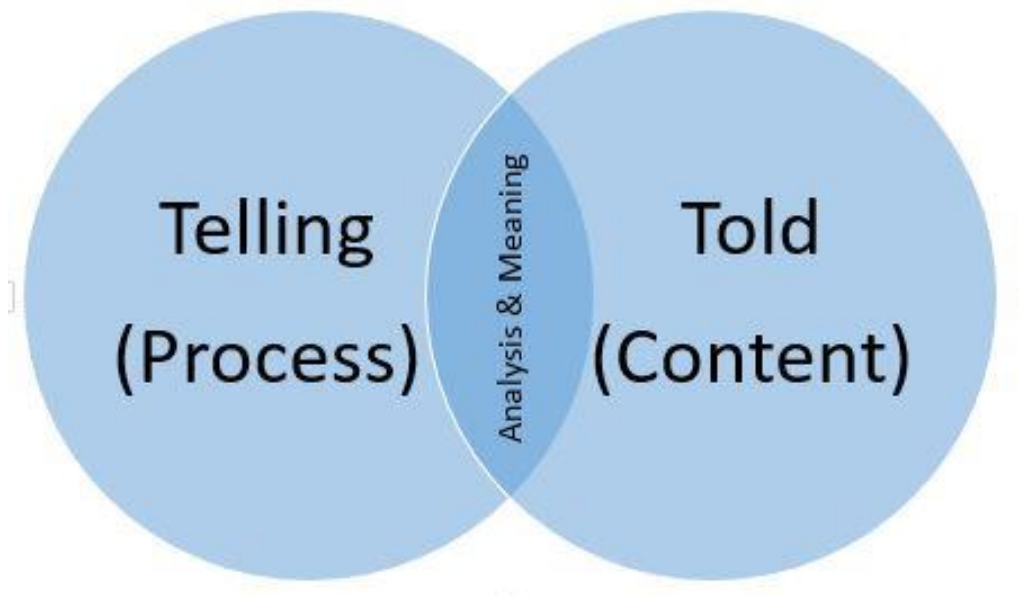 Telling
(Process)
Analysis & Meaning
Told
(Content)